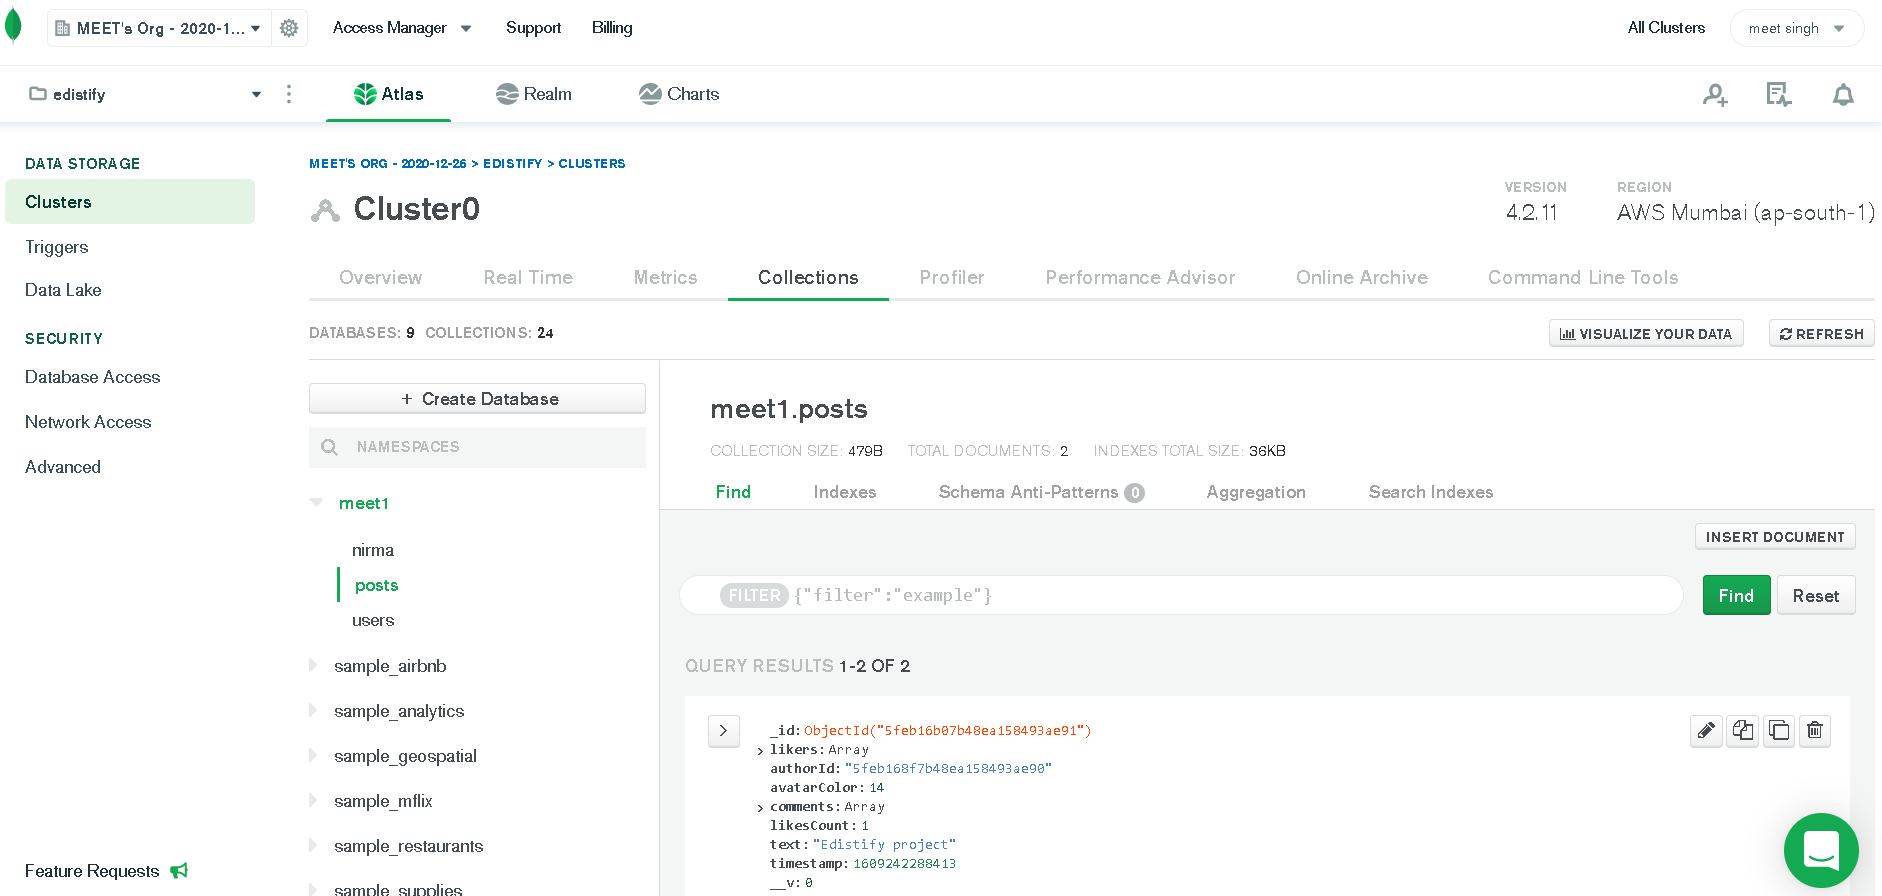 MEET's Org - 2020-1...
Access Manager
Support
Billing
All Clusters
meet singh
edistify
Atlas
Realm
Charts
DATA STORAGE
Clusters
Triggers
Data Lake
SECURITY
Database Access
Network Access
Advanced
Feature Requests
MEET'S ORG - 2020-12-26 > EDISTIFY > CLUSTERS
Cluster0
VERSION
4.2.11
REGION
AWS Mumbai (ap-south-1)
Overview
Real Time
Metrics
Collections
Profiler
Performance Advisor
Online Archive
Command Line Tools
DATABASES: 9 COLLECTIONS: 24
VISUALIZE YOUR DATA
REFRESH
+ Create Database
NAMESPACES
meet1
nirma
posts
users
sample_airbnb
sample_analytics
sample_geospatial
sample_mflix
sample_restaurants
sample_supplies
meet1.posts
COLLECTION SIZE: 479B TOTAL DOCUMENTS: 2 INDEXES TOTAL SIZE: 36KB
Find
Indexes
Schema Anti-Patterns 0
Aggregation
Search Indexes
INSERT DOCUMENT
FILTER {"filter":"example"}
Find
Reset
QUERY RESULTS 1-2 OF 2
_id: ObjectId("5feb16b07b48ea158493ae91")
likers: Array
authorId: "5feb168f7b48ea158493ae90"
avatarColor: 14
comments: Array
likesCount: 1
text: "Edistify project"
timestamp: 1609242288413
__v: 0